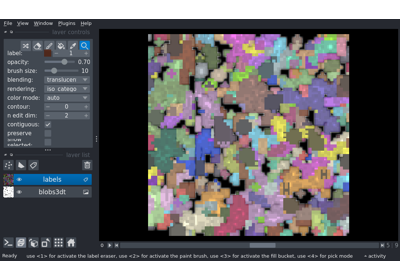 File View Window Plugins Help
layer controls
label: 1
opacity: 0.70
brush size: 10
blending: translucen
rendering: iso_catego
color mode: auto
contour: 0
n edit dim: 2
contiguous:
preserve
selected:
layer list
labels
blobs3dt
Ready use <1> for activate the label eraser, use <2> for activate the paint brush, use <3> for activate the fill bucket, use <4> for pick mode activity